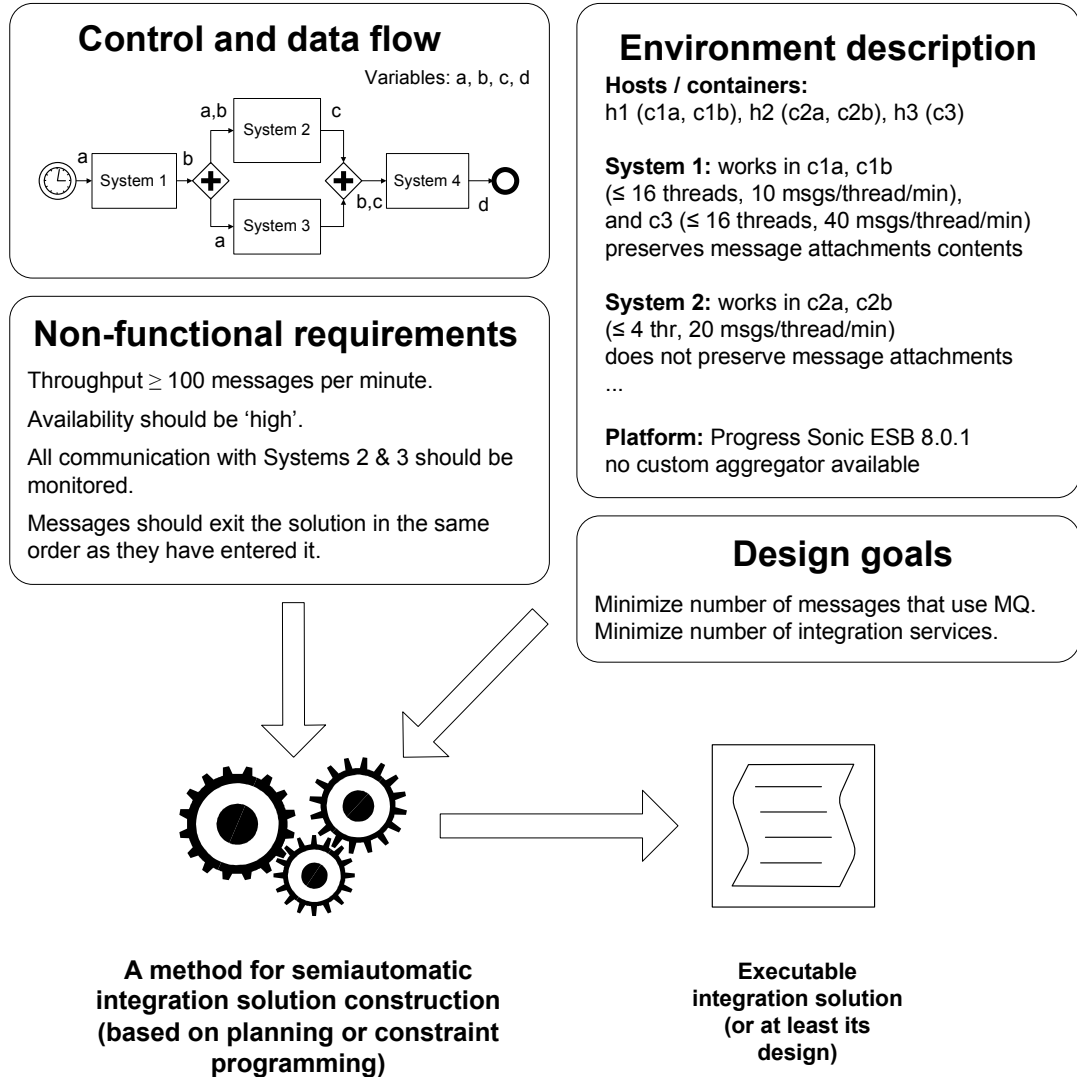 Control and data flow
Variables: a, b, c, d
a,b
c
System 2
a
b
System 1
System 4
b,c
d
System 3
a
Non-functional requirements
Throughput ≥ 100 messages per minute.
Availability should be ‘high’.
All communication with Systems 2 & 3 should be
monitored.
Messages should exit the solution in the same
order as they have entered it.
Environment description
Hosts / containers:
h1 (c1a, c1b), h2 (c2a, c2b), h3 (c3)
System 1: works in c1a, c1b
(≤ 16 threads, 10 msgs/thread/min),
and c3 (≤ 16 threads, 40 msgs/thread/min)
preserves message attachments contents
System 2: works in c2a, c2b
(≤ 4 thr, 20 msgs/thread/min)
does not preserve message attachments
...
Platform: Progress Sonic ESB 8.0.1
no custom aggregator available
Design goals
Minimize number of messages that use MQ.
Minimize number of integration services.
A method for semiautomatic
integration solution construction
(based on planning or constraint
programming)
Executable
integration solution
(or at least its
design)